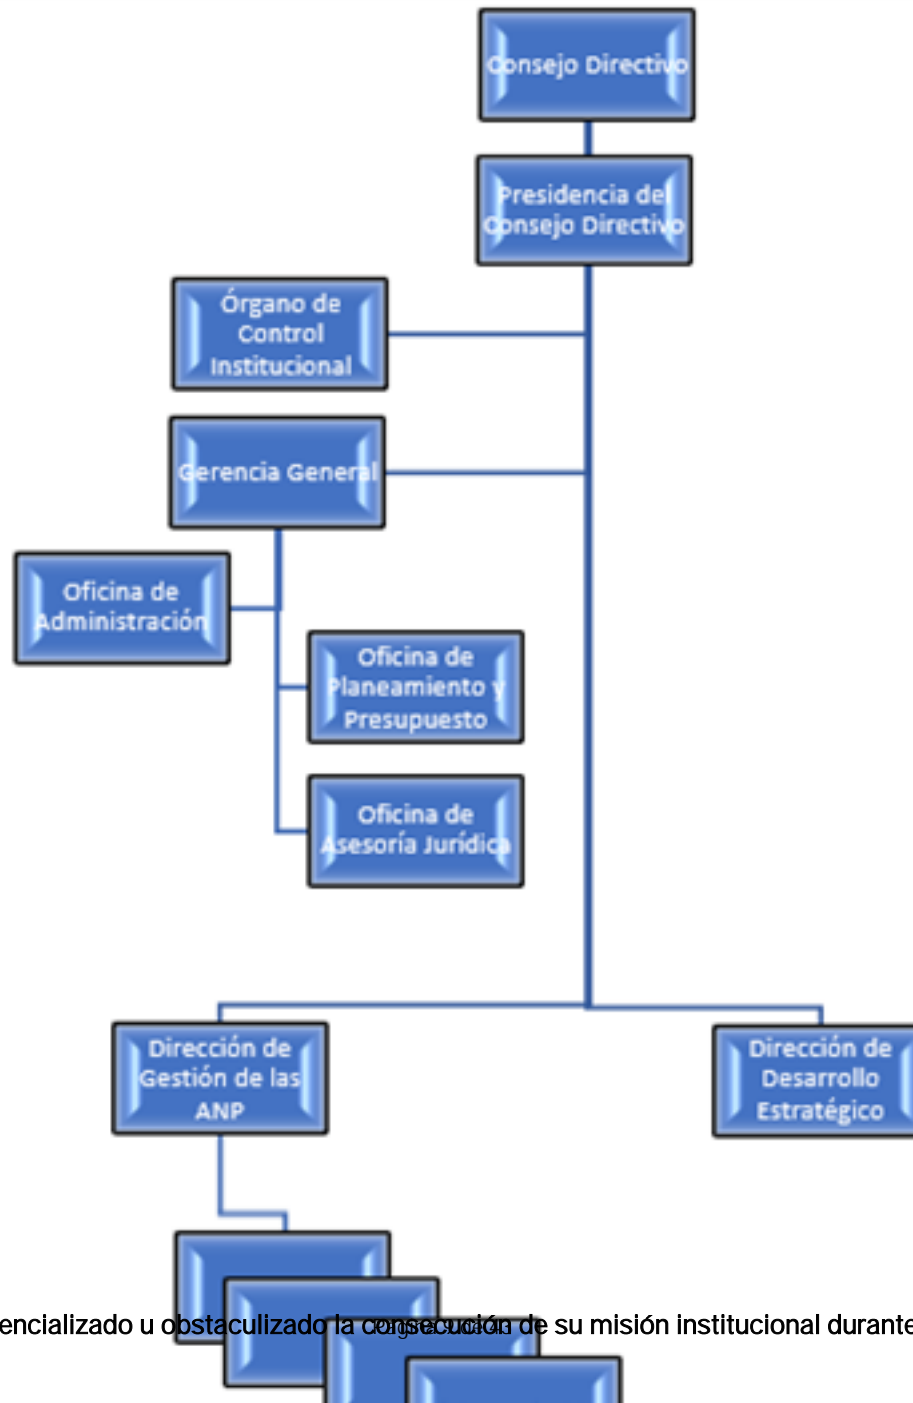 Consejo Directivo
Presidencia del
Consejo Directivo
Órgano de
Control
Institucional
Gerencia General
Oficina de
Administración
Oficina de
Planeamiento y
Presupuesto
Oficina de
Asesoría Jurídica
Dirección de
Gestión de las
ANP
Dirección de
Desarrollo
Estratégico
encializado u obstaculizado la consecución de su misión institucional durante